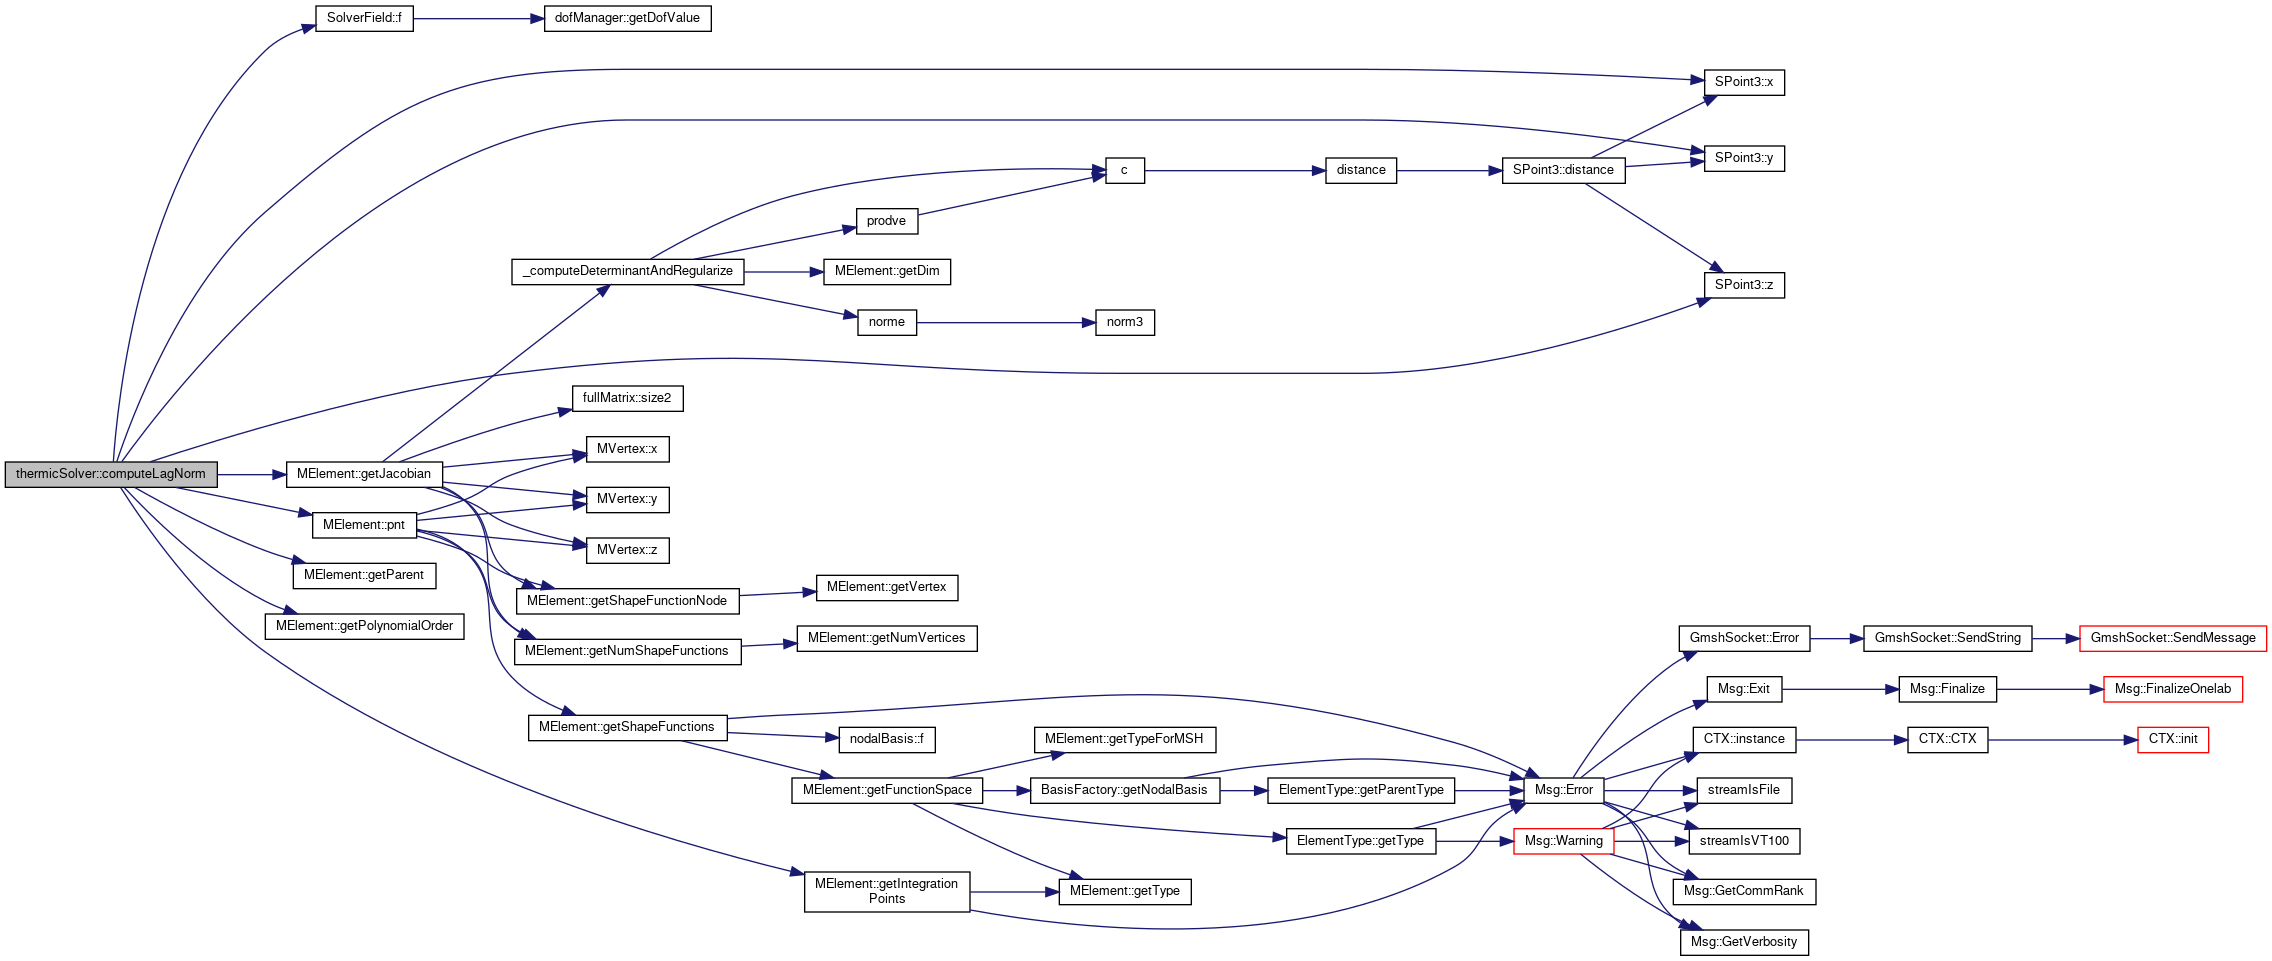 SolverField::f
dofManager::getDofValue
SPoint3::x
SPoint3::y
c
distance
SPoint3::distance
prodve
_computeDeterminantAndRegularize
MElement::getDim
SPoint3::z
norme
norm3
fullMatrix::size2
MVertex::x
thermicSolver::computeLagNorm
MElement::getJacobian
MVertex::y
MElement::pnt
MVertex::z
MElement::getParent
MElement::getShapeFunctionNode
MElement::getVertex
MElement::getPolynomialOrder
MElement::getNumShapeFunctions
MElement::getNumVertices
GmshSocket::Error
GmshSocket::SendString
GmshSocket::SendMessage
Msg::Exit
Msg::Finalize
Msg::FinalizeOnelab
MElement::getShapeFunctions
nodalBasis::f
MElement::getTypeForMSH
CTX::instance
CTX::CTX
CTX::init
MElement::getFunctionSpace
BasisFactory::getNodalBasis
ElementType::getParentType
Msg::Error
streamIsFile
ElementType::getType
Msg::Warning
streamIsVT100
MElement::getIntegration
Points
MElement::getType
Msg::GetCommRank
Msg::GetVerbosity